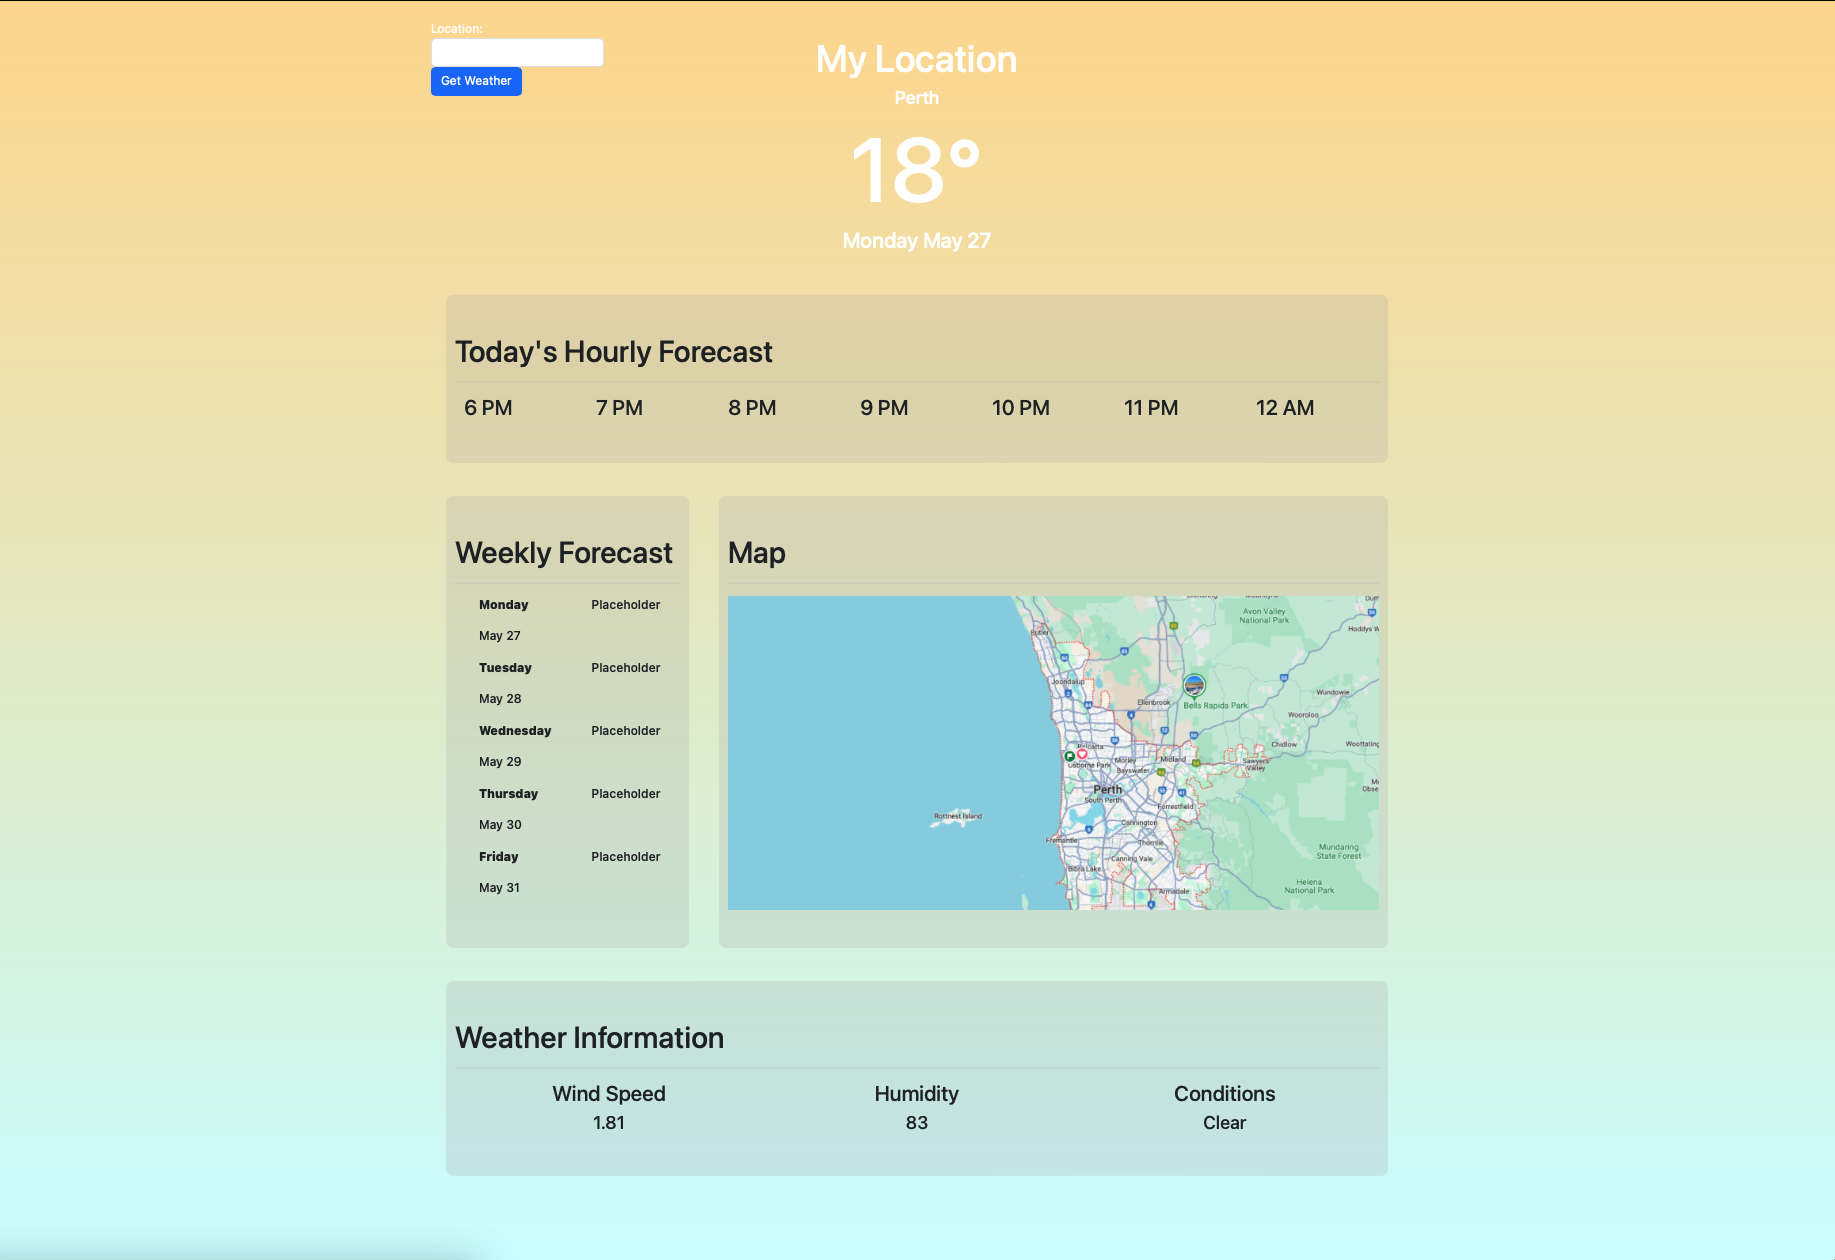 Location:
Get Weather
My Location
Perth
18°
Monday May 27
Today's Hourly Forecast
6 PM 7 PM 8 PM 9 PM 10 PM 11 PM 12 AM
Weekly Forecast
Monday Placeholder
May 27
Tuesday Placeholder
May 28
Wednesday Placeholder
May 29
Thursday Placeholder
May 30
Friday Placeholder
May 31
Map
Avon Valley
National Park
Hoddys W
Butler
Joondalup
Wundowie
Ellenbrook
Bells Rapids Park
Wooroloo
Balcatta
Chidlow
Wooftating
Osborne Park
Morley
Midland
Sawyers
Valley
Bayswater
Perth
South Perth
Forrestfield
Rottnest Island
Cannington
Fremantle
Thornlie
Mundaring
State Forest
Canning Vale
Bibra Lake
Armadale
Helena
National Park
Weather Information
Wind Speed Humidity Conditions
1.81 83 Clear